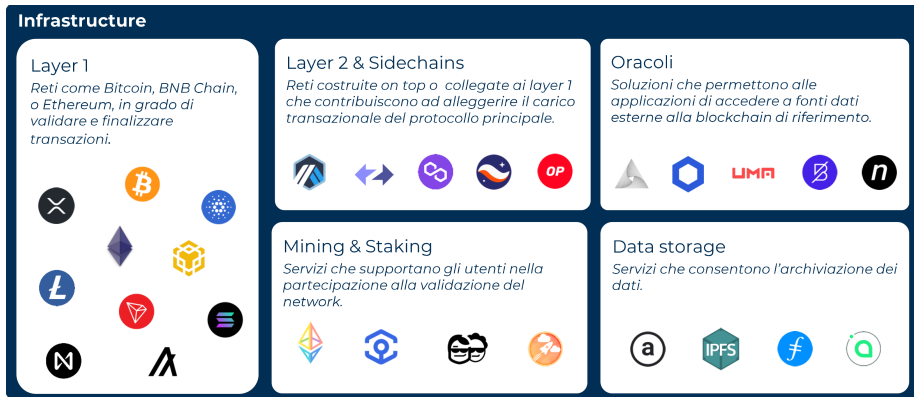 Infrastructure
Layer 1
Reti come Bitcoin, BNB Chain,
o Ethereum, in grado di
validare e finalizzare
transazioni.
Layer 2 & Sidechains
Reti costruite on top o collegate ai layer 1
che contribuiscono ad alleggerire il carico
transazionale del protocollo principale.
OP
Oracoli
Soluzioni che permettono alle
applicazioni di accedere a fonti dati
esterne alla blockchain di riferimento.
UMA
n
Mining & Staking
Servizi che supportano gli utenti nella
partecipazione alla validazione del
network.
Data storage
Servizi che consentono l'archiviazione dei
dati.
a
IPFS